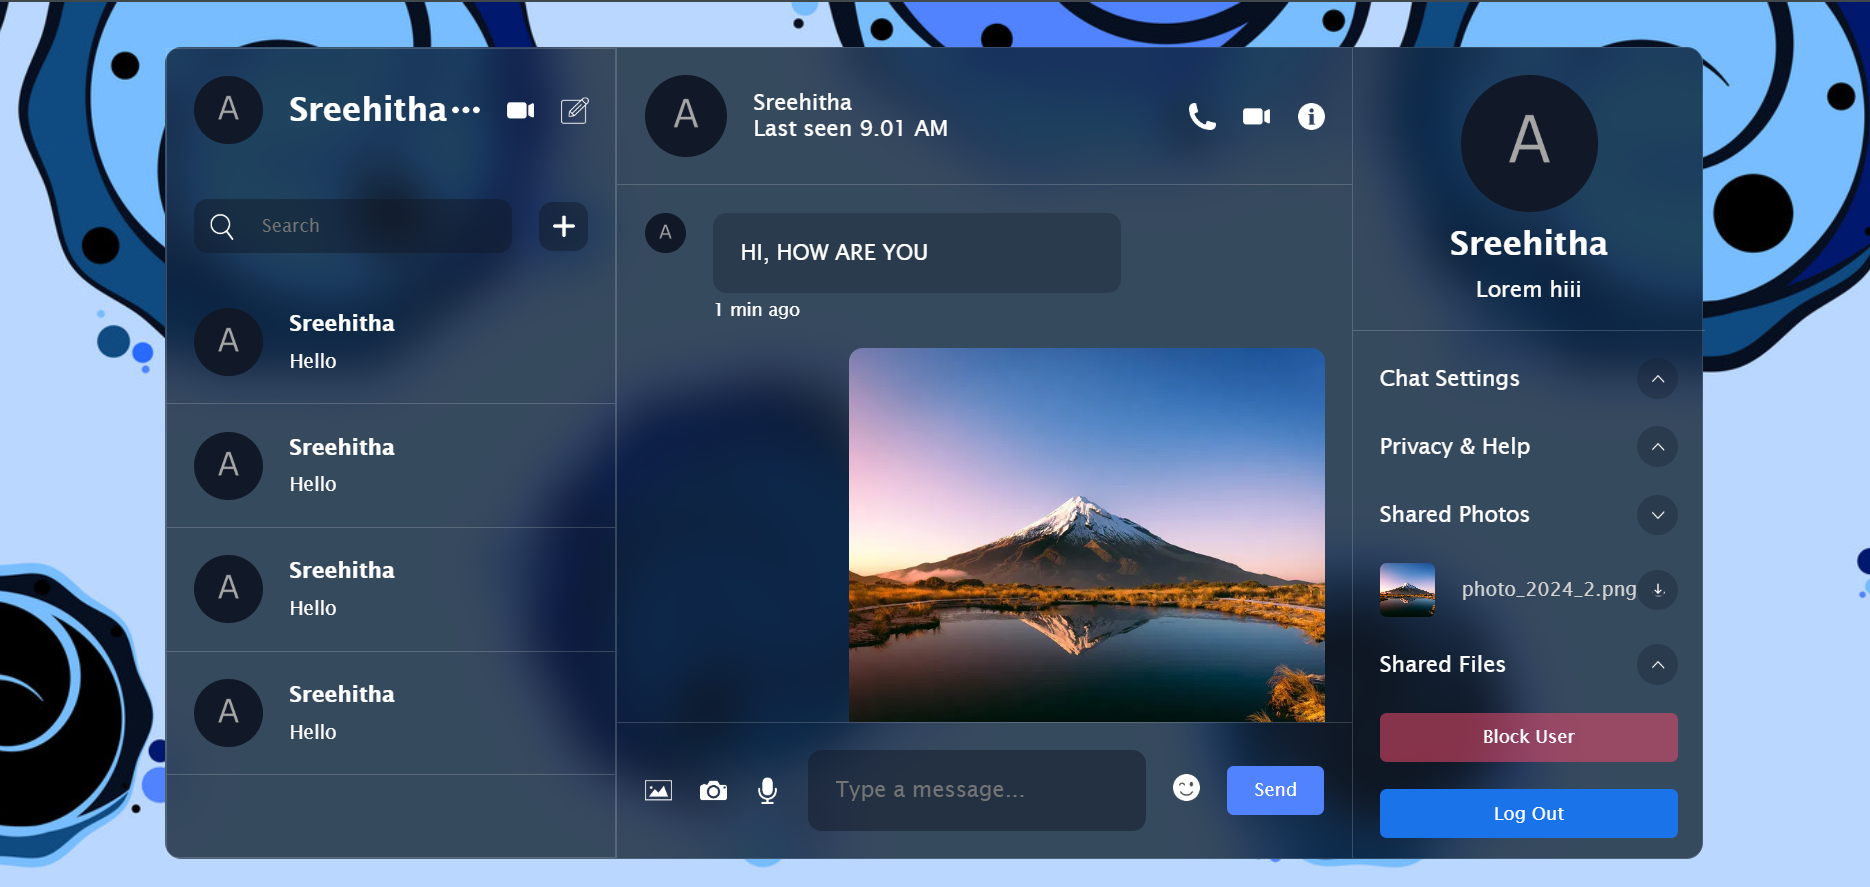 A
Sreehitha
Search
A
Sreehitha
Hello
A
Sreehitha
Hello
A
Sreehitha
Hello
A
Sreehitha
Hello
A
Sreehitha
Last seen 9.01 AM
A
HI, HOW ARE YOU
1 min ago
Type a message...
Send
A
Sreehitha
Lorem hiii
Chat Settings
Privacy & Help
Shared Photos
photo_2024_2.png
Shared Files
Block User
Log Out